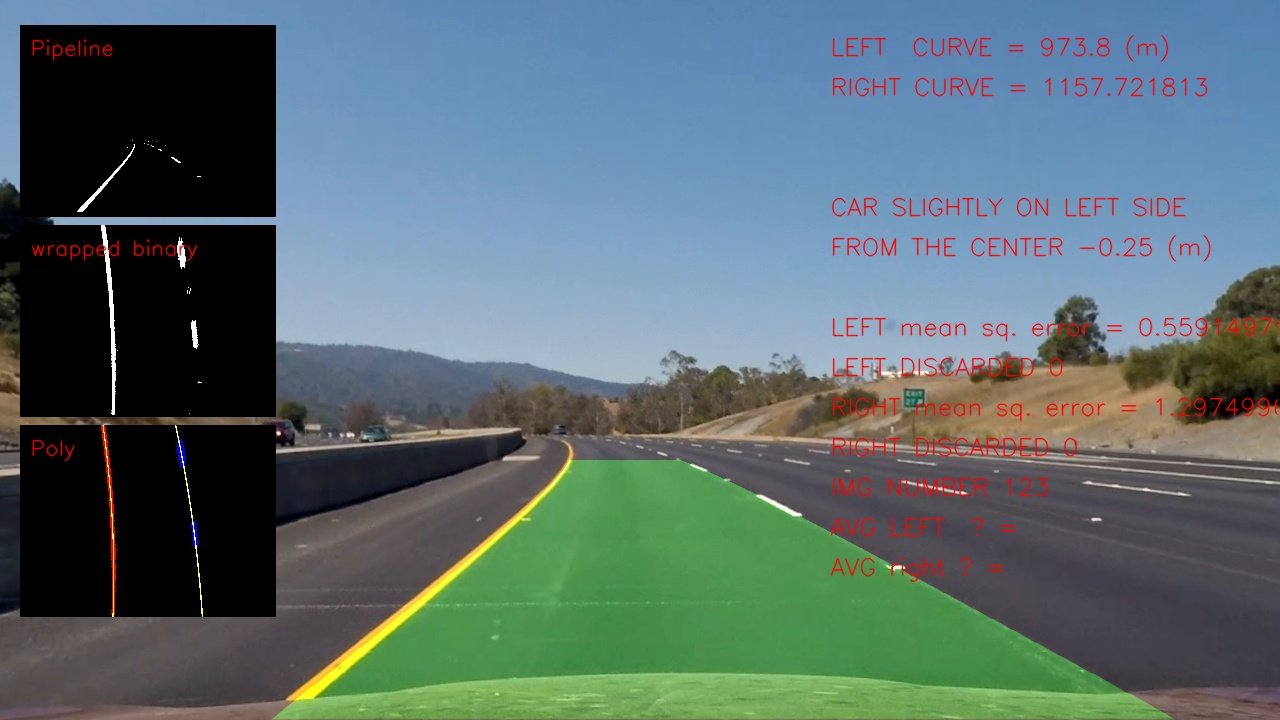 Pipeline
wrapped binary
Poly
LEFT  CURVE = 973.8 (m)
RIGHT CURVE = 1157.721813
CAR SLIGHTLY ON LEFT SIDE
FROM THE CENTER -0.25 (m)
LEFT mean sq. error = 0.5591497
LEFT DISCARDED 0
RIGHT mean sq. error = 1.2974996
RIGHT DISCARDED 0
IMG NUMBER 123
AVG LEFT  ? =
AVG right ? =
EXIT